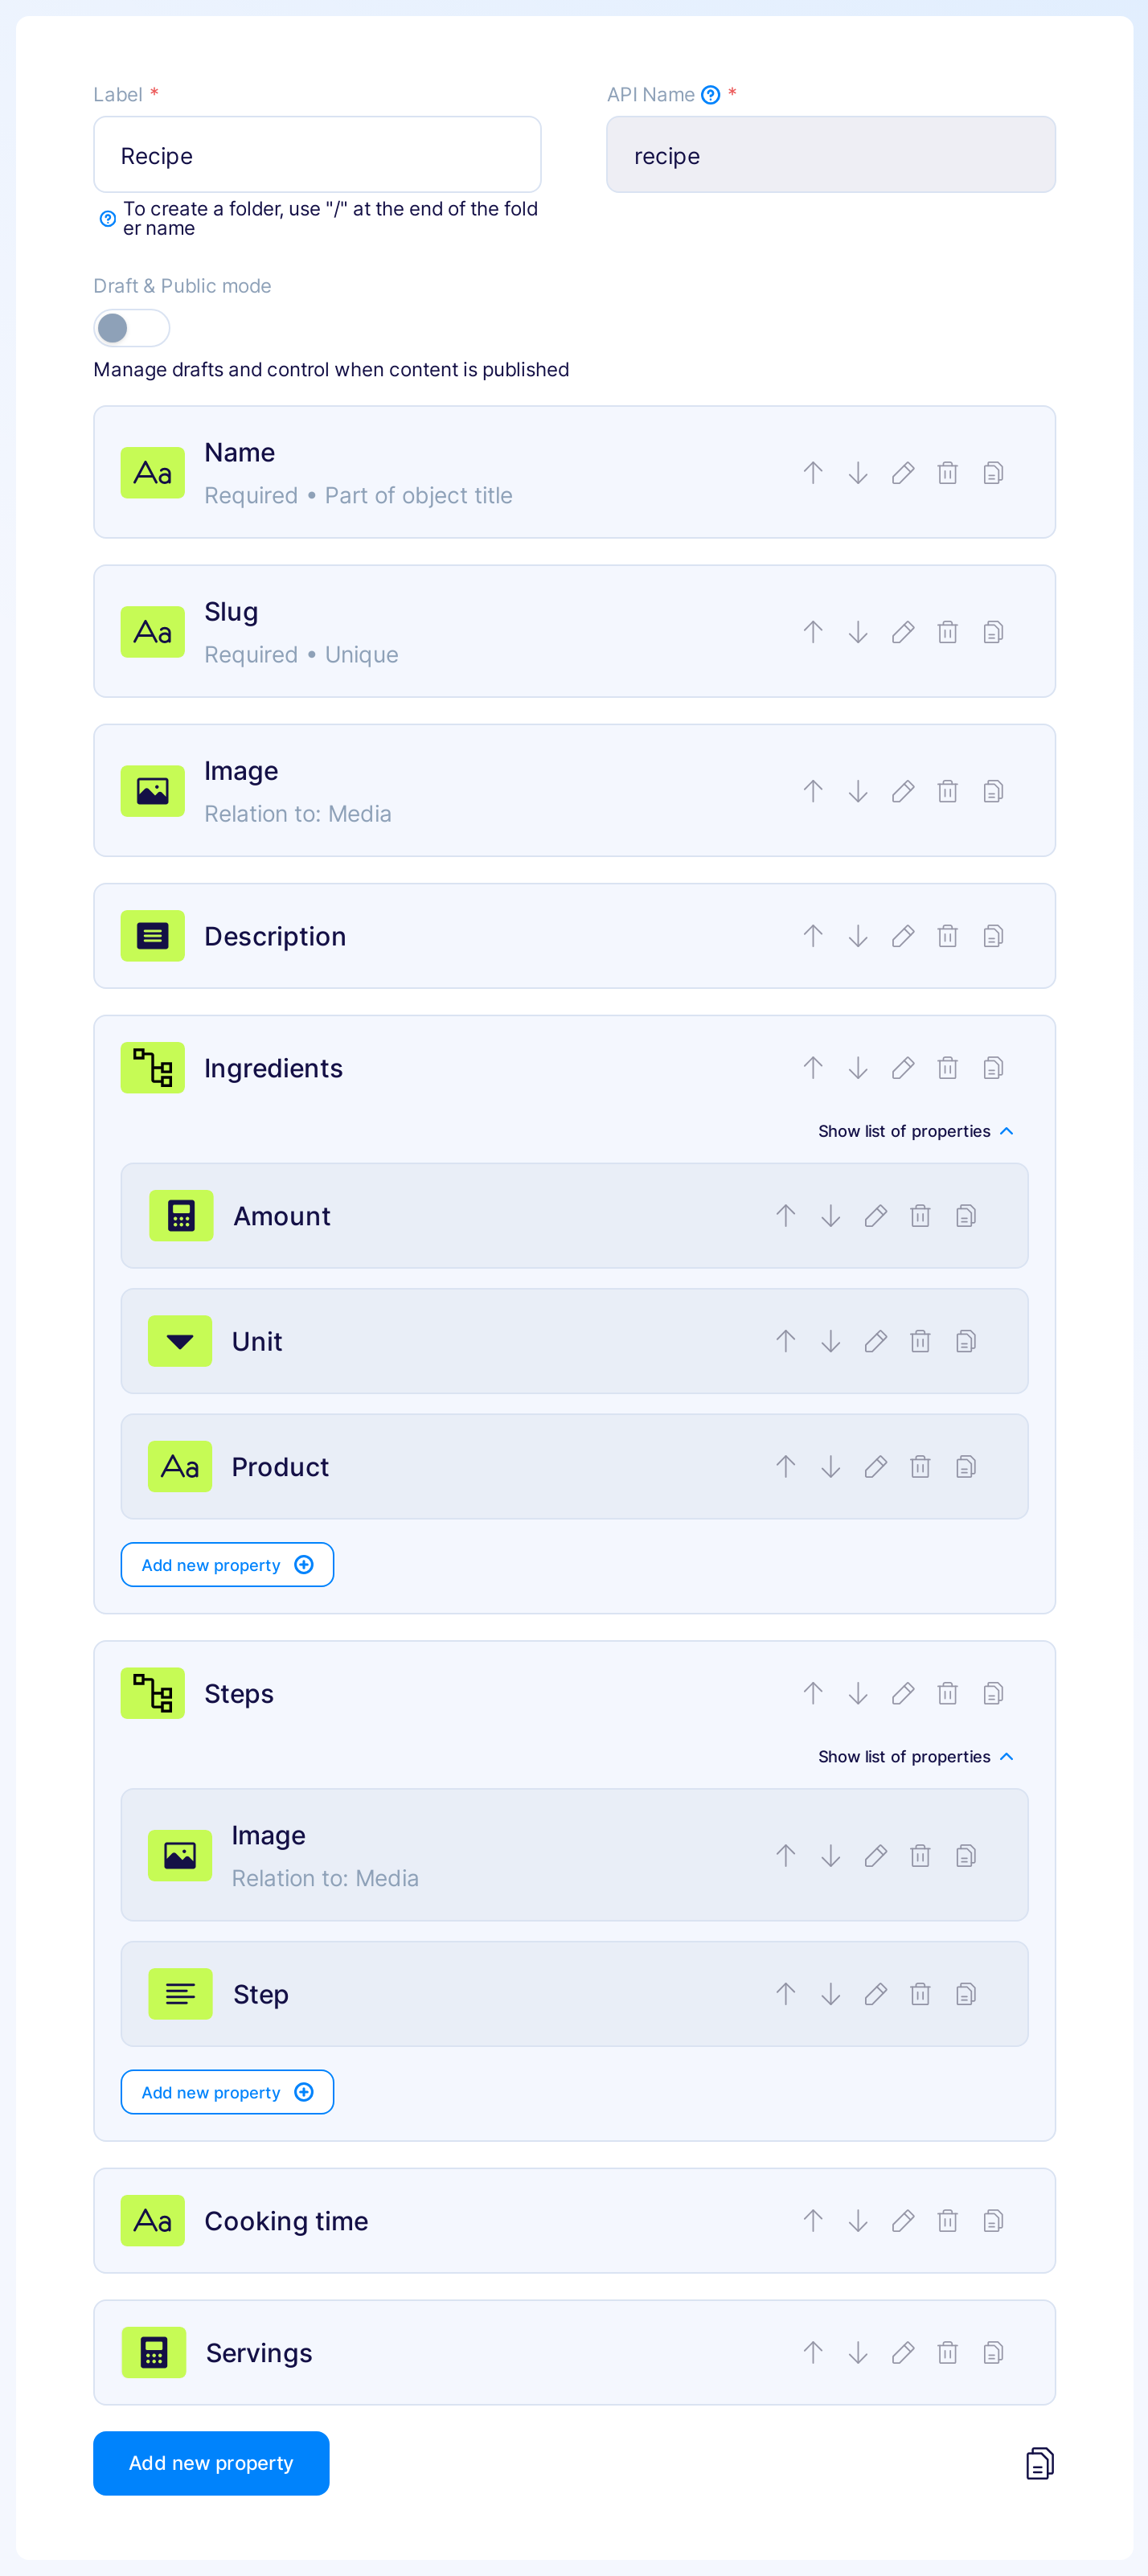 Label *
API Name *
Recipe
recipe
To create a folder, use "/" at the end of the fold
er name
Draft & Public mode
Manage drafts and control when content is published
Aa
Name
Required • Part of object title
Aa
Slug
Required • Unique
Image
Relation to: Media
Description
Ingredients
Show list of properties
Amount
Unit
Aa
Product
Add new property
Steps
Show list of properties
Image
Relation to: Media
Step
Add new property
Aa
Cooking time
Servings
Add new property